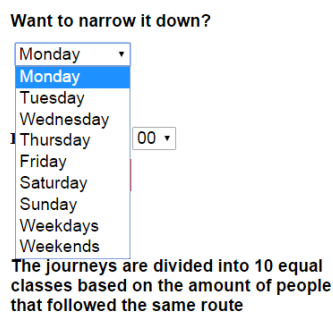 Want to narrow it down?
Monday
Monday
Tuesday
Wednesday
Thursday
00
Friday
Saturday
Sunday
Weekdays
Weekends
The journeys are divided into 10 equal
classes based on the amount of people
that followed the same route